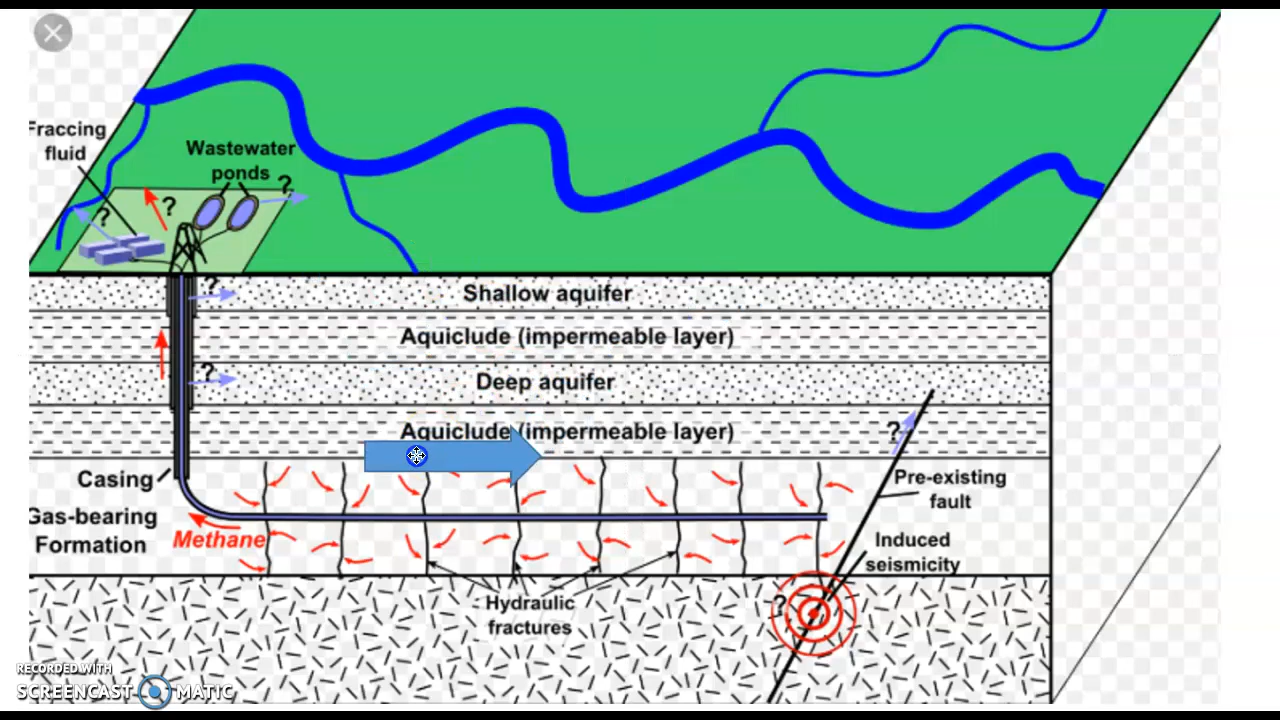 Fraccing
fluid
Wastewater
ponds
?
?
?
?
Shallow aquifer
Aquiclude (impermeable layer)
?
Deep aquifer
Aquiclude (impermeable layer)
?
Casing
Pre-existing
fault
Gas-bearing
Formation
Methane
Induced
seismicity
Hydraulic
fractures
?
RECORDED WITH
SCREENCAST MATIC